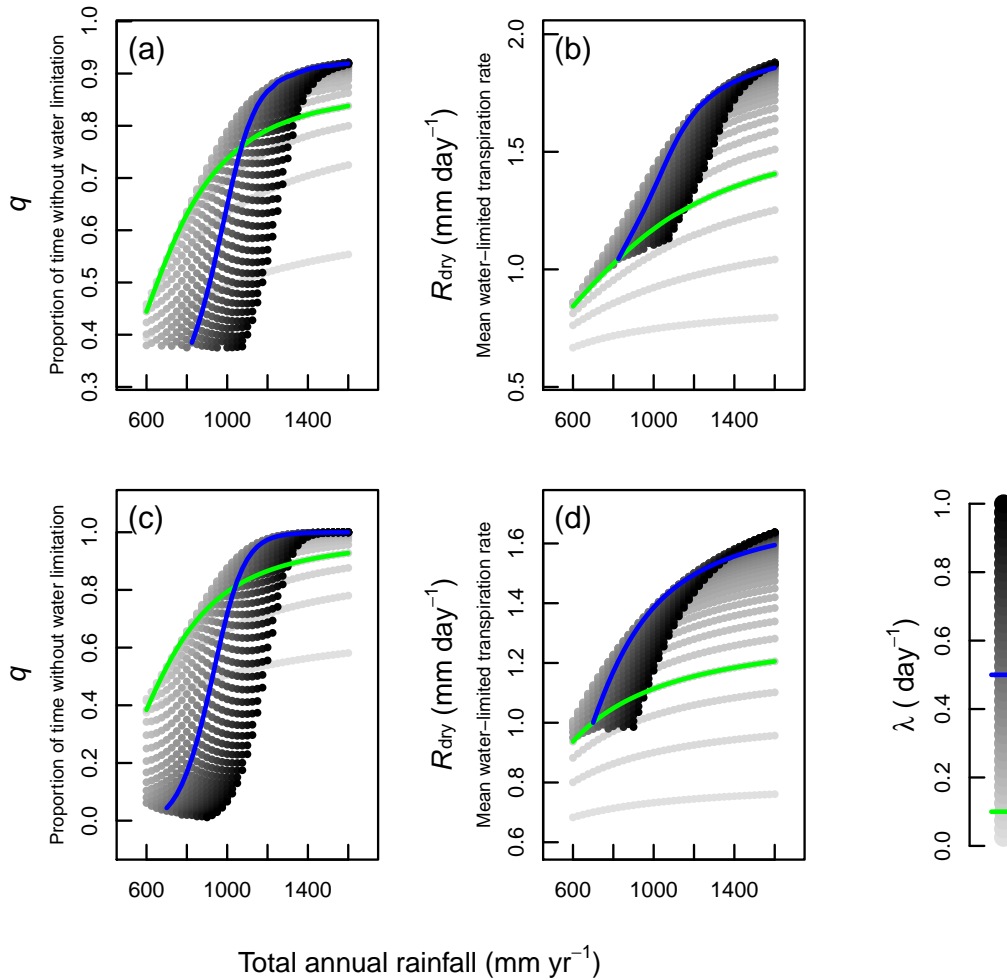 (a)
q
Proportion of time without water limitation
0.3 0.4 0.5 0.6 0.7 0.8 0.9 1.0
600 1000 1400
(b)
Rdry (mm day−1)
Mean water−limited transpiration rate
0.5 1.0 1.5 2.0
600 1000 1400
(c)
q
Proportion of time without water limitation
0.0 0.2 0.4 0.6 0.8 1.0
600 1000 1400
(d)
Rdry (mm day−1)
Mean water−limited transpiration rate
0.6 0.8 1.0 1.2 1.4 1.6
600 1000 1400
λ ( day−1)
0.0 0.2 0.4 0.6 0.8 1.0
Total annual rainfall (mm yr−1)